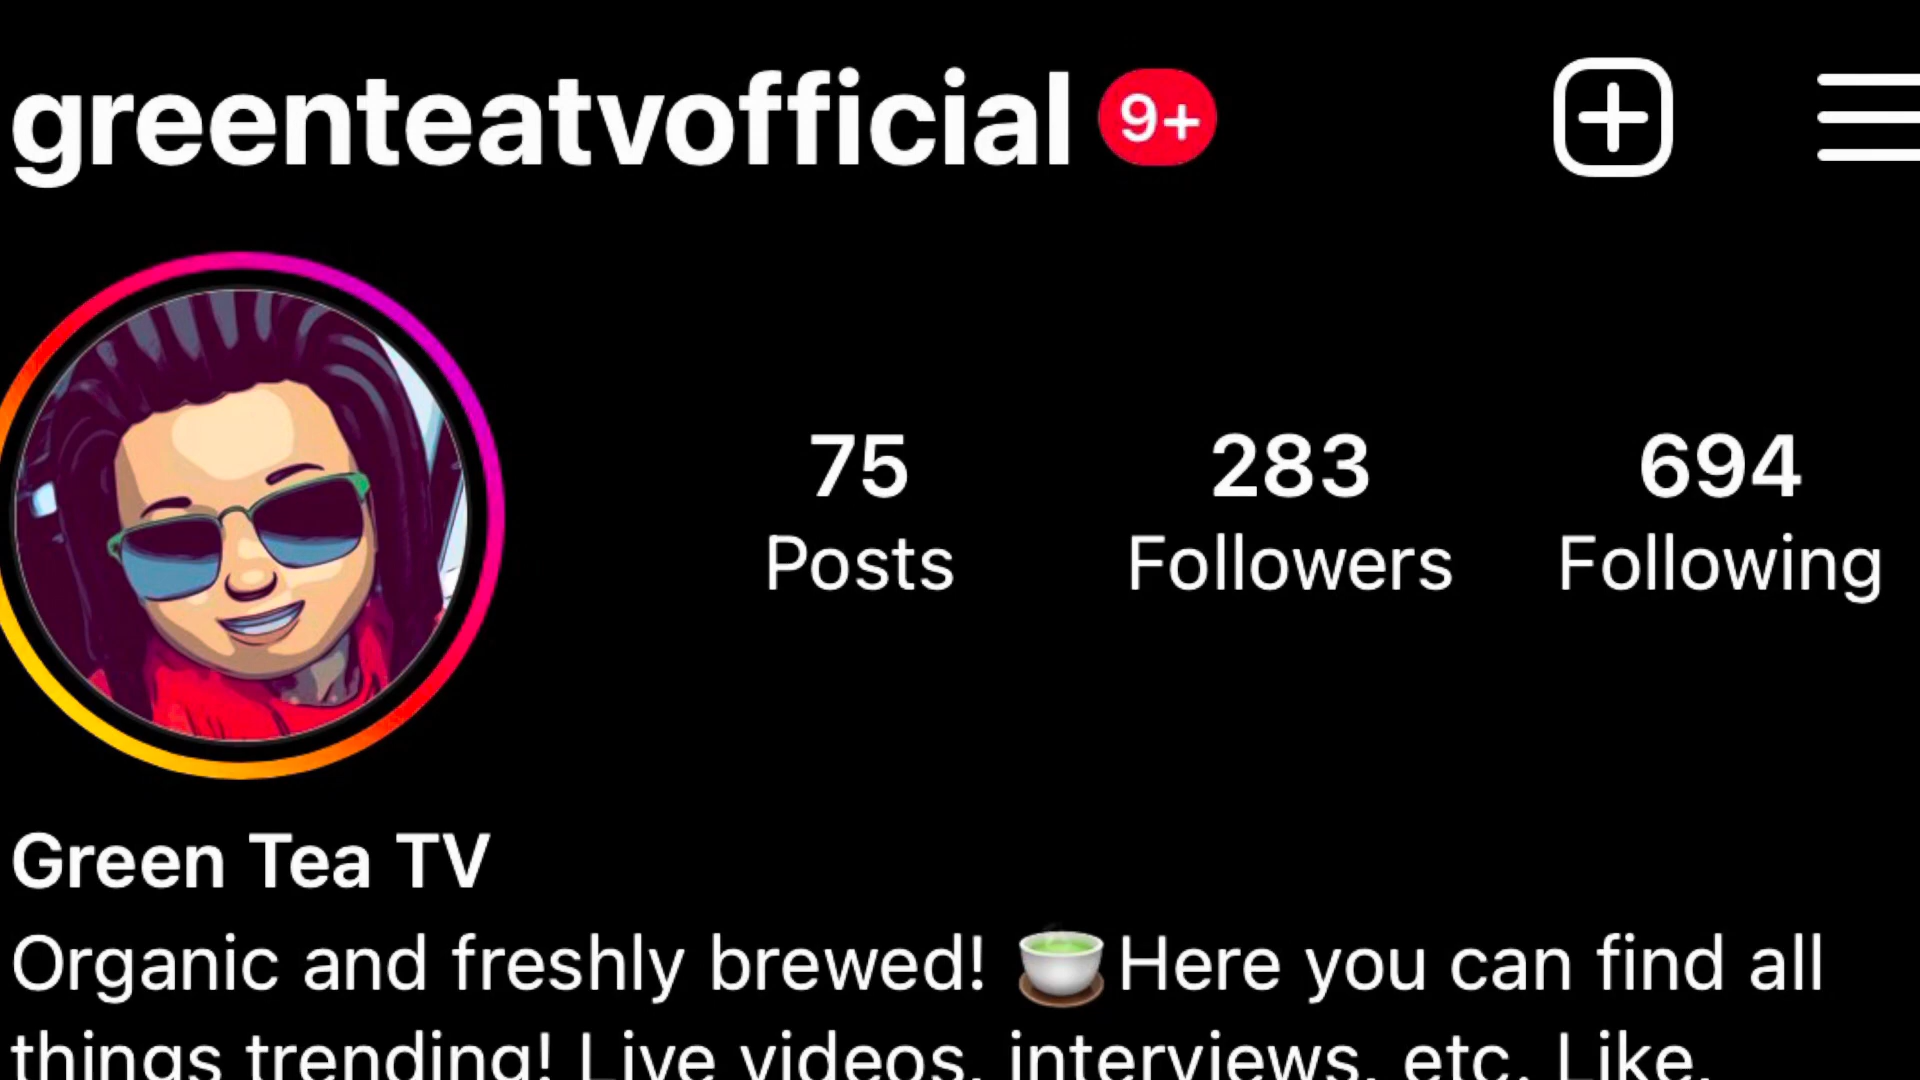 greenteatvofficial 9+
75 283 694
Posts Followers Following
Green Tea TV
Organic and freshly brewed! 🍵Here you can find all
things trending! Live videos, interviews, etc. Like,